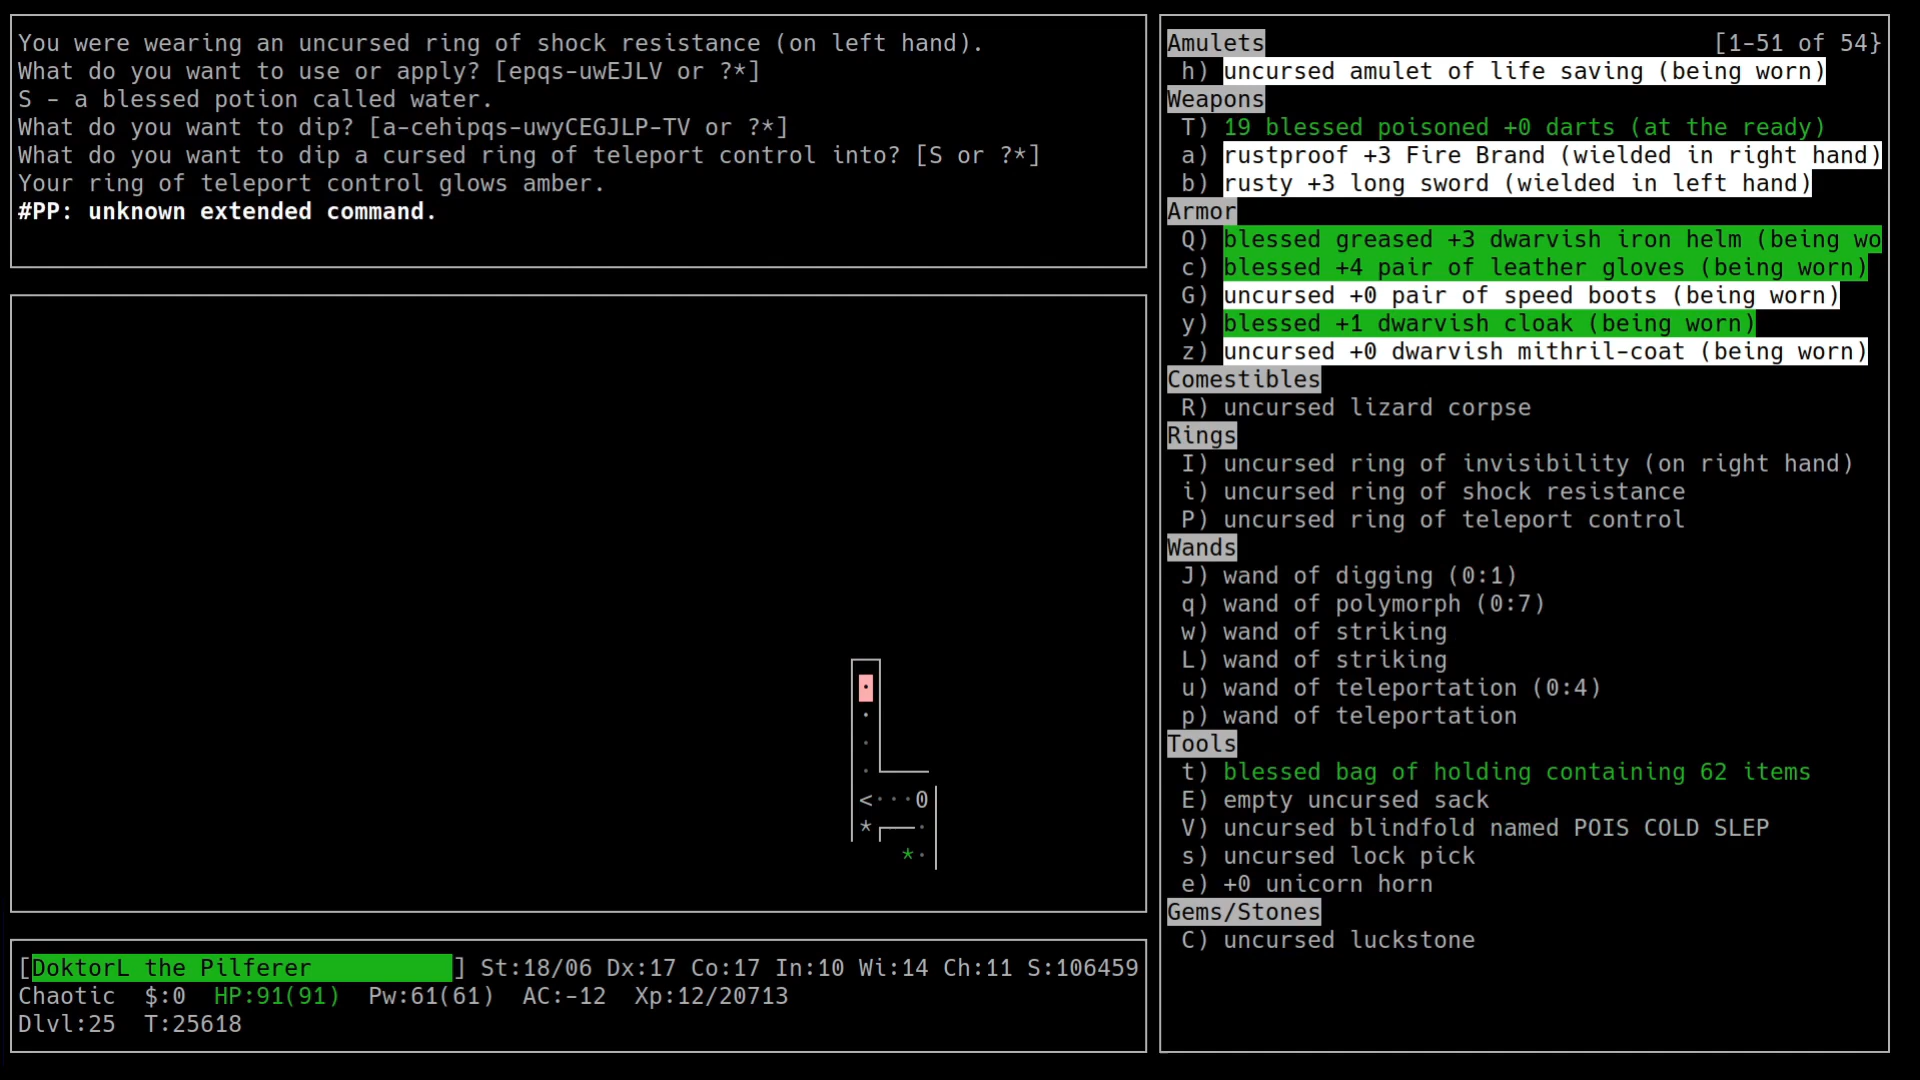 You were wearing an uncursed ring of shock resistance (on left hand).
What do you want to use or apply? [epqs-uwEJLV or ?*]
S - a blessed potion called water.
What do you want to dip? [a-cehipqs-uwyCEGJLP-TV or ?*]
What do you want to dip a cursed ring of teleport control into? [S or ?*]
Your ring of teleport control glows amber.
#PP: unknown extended command.
<···0
*
*·
[DoktorL the Pilferer] St:18/06 Dx:17 Co:17 In:10 Wi:14 Ch:11 S:106459
Chaotic $:0 HP:91(91) Pw:61(61) AC:-12 Xp:12/20713
Dlvl:25 T:25618
Amulets [1-51 of 54}
h) uncursed amulet of life saving (being worn)
Weapons
T) 19 blessed poisoned +0 darts (at the ready)
a) rustproof +3 Fire Brand (wielded in right hand)
b) rusty +3 long sword (wielded in left hand)
Armor
Q) blessed greased +3 dwarvish iron helm (being wo
c) blessed +4 pair of leather gloves (being worn)
G) uncursed +0 pair of speed boots (being worn)
y) blessed +1 dwarvish cloak (being worn)
z) uncursed +0 dwarvish mithril-coat (being worn)
Comestibles
R) uncursed lizard corpse
Rings
I) uncursed ring of invisibility (on right hand)
i) uncursed ring of shock resistance
P) uncursed ring of teleport control
Wands
J) wand of digging (0:1)
q) wand of polymorph (0:7)
w) wand of striking
L) wand of striking
u) wand of teleportation (0:4)
p) wand of teleportation
Tools
t) blessed bag of holding containing 62 items
E) empty uncursed sack
V) uncursed blindfold named POIS COLD SLEP
s) uncursed lock pick
e) +0 unicorn horn
Gems/Stones
C) uncursed luckstone